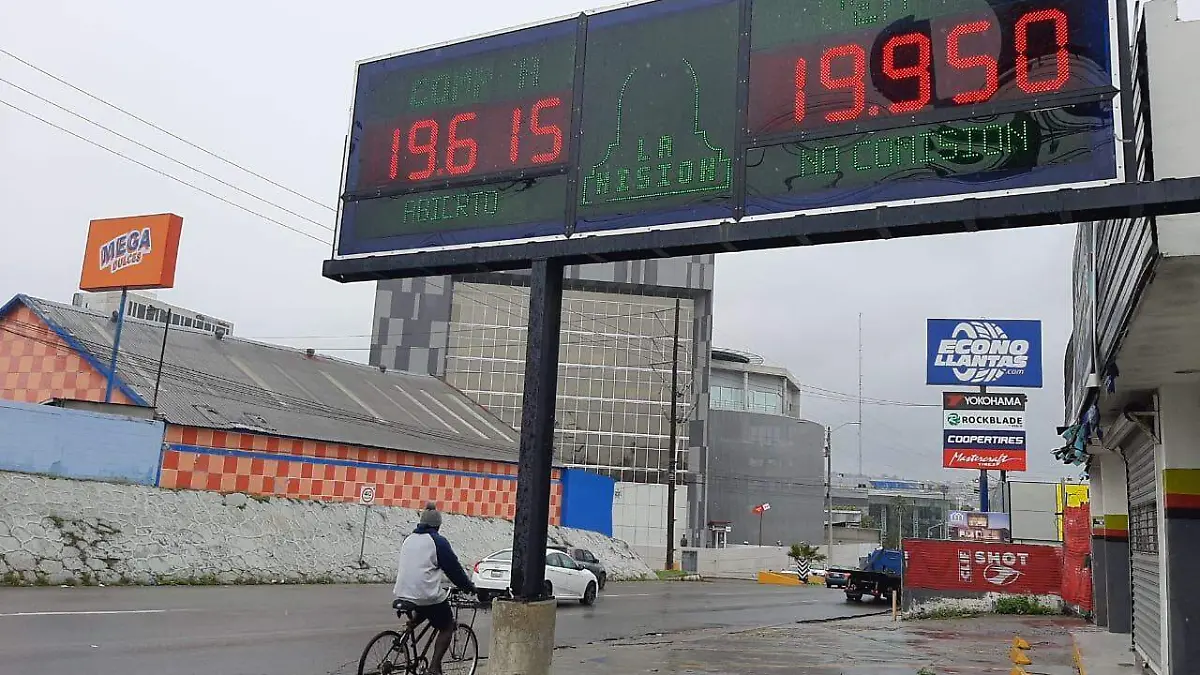 COMPRA
19.615
ABIERTO
LA
MISION
19.950
NO COMISION
MEGA
DULCES
ECONO
LLANTAS
.com
YOKOHAMA
ROCKBLADE
COOPERTIRES
Mastercraft
TIRES
SHOT